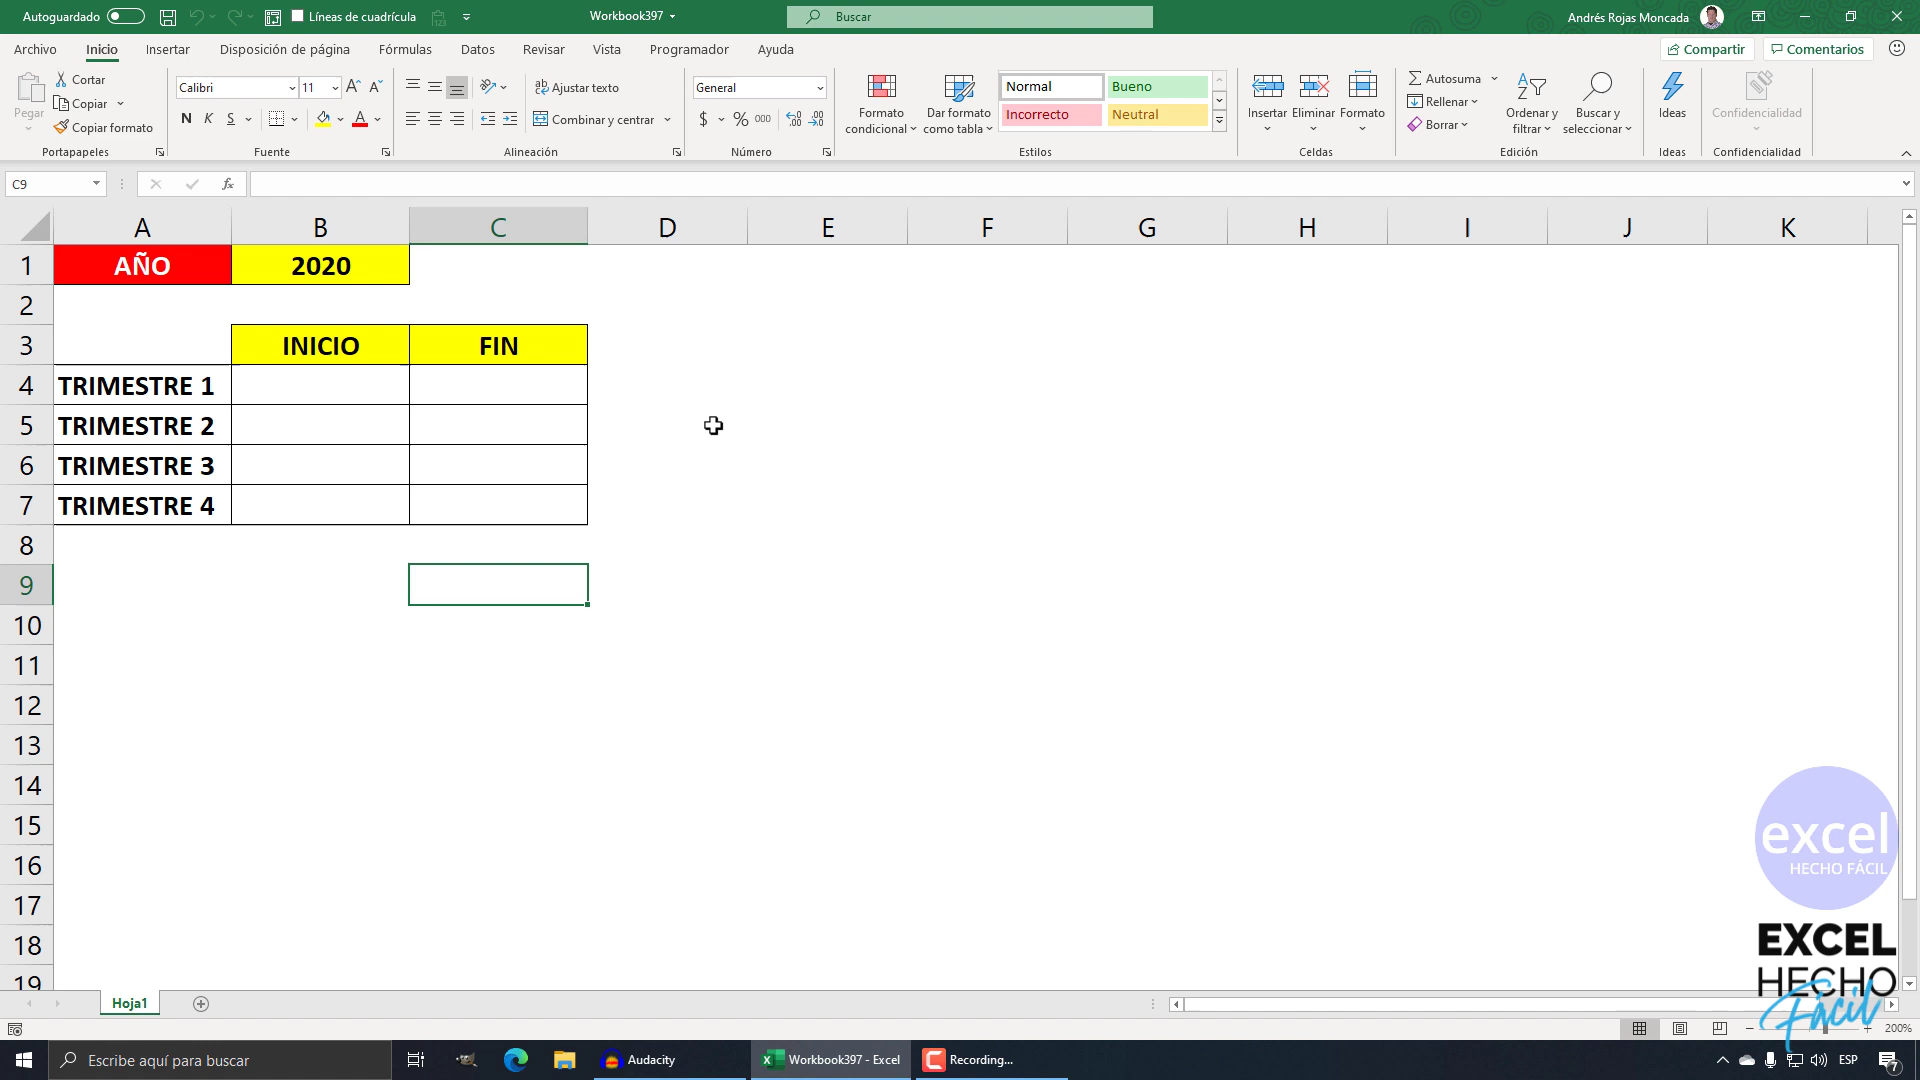 Autoguardado
Líneas de cuadrícula
Workbook397
Buscar
Andrés Rojas Moncada
Archivo
Inicio
Insertar
Disposición de página
Fórmulas
Datos
Revisar
Vista
Programador
Ayuda
Compartir
Comentarios
Pegar
Cortar
Copiar
Copiar formato
Portapapeles
Calibri
11
N K S
Fuente
Ajustar texto
Combinar y centrar
Alineación
General
$ % 000
Número
Formato
condicional
Dar formato
como tabla
Normal
Bueno
Incorrecto
Neutral
Estilos
Insertar
Eliminar
Formato
Celdas
Autosuma
Rellenar
Borrar
Ordenar y
filtrar
Buscar y
seleccionar
Edición
Ideas
Ideas
Confidencialidad
Confidencialidad
C9
fx
A B C D E F G H I J K
1 AÑO 2020
2
3 INICIO FIN
4 TRIMESTRE 1
5 TRIMESTRE 2
6 TRIMESTRE 3
7 TRIMESTRE 4
8
9
10
11
12
13
14
15
16
17
18
19
excel
HECHO FÁCIL
EXCEL
HECHO
Fácil
Hoja1
200%
Escribe aquí para buscar
Audacity
Workbook397 - Excel
Recording...
ESP
7